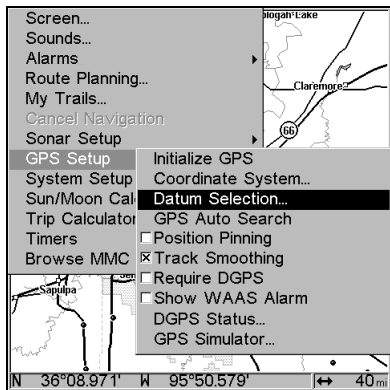 Screen...
Sounds...
Alarms
Route Planning...
My Trails...
Cancel Navigation
Sonar Setup
GPS Setup
System Setup
Sun/Moon Cal
Trip Calculator
Timers
Browse MMC
Initialize GPS
Coordinate System...
Datum Selection...
GPS Auto Search
Position Pinning
Track Smoothing
Require DGPS
Show WAAS Alarm
DGPS Status...
GPS Simulator...
ologah Lake
Claremore
66
Sapulpa
N 36°08.971' W 95°50.579' ↔ 40mi